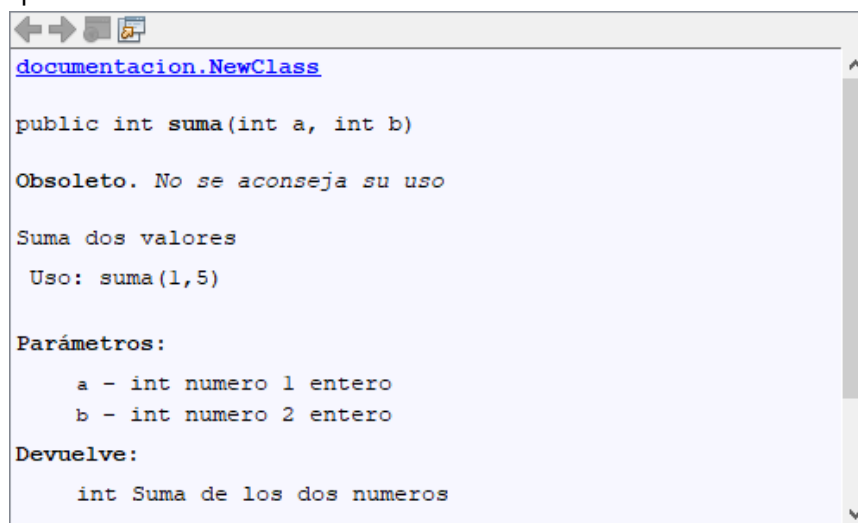 documentacion.NewClass
public int suma(int a, int b)
Obsoleto. No se aconseja su uso
Suma dos valores
Uso: suma(1,5)
Parámetros:
a - int numero 1 entero
b - int numero 2 entero
Devuelve:
int Suma de los dos numeros